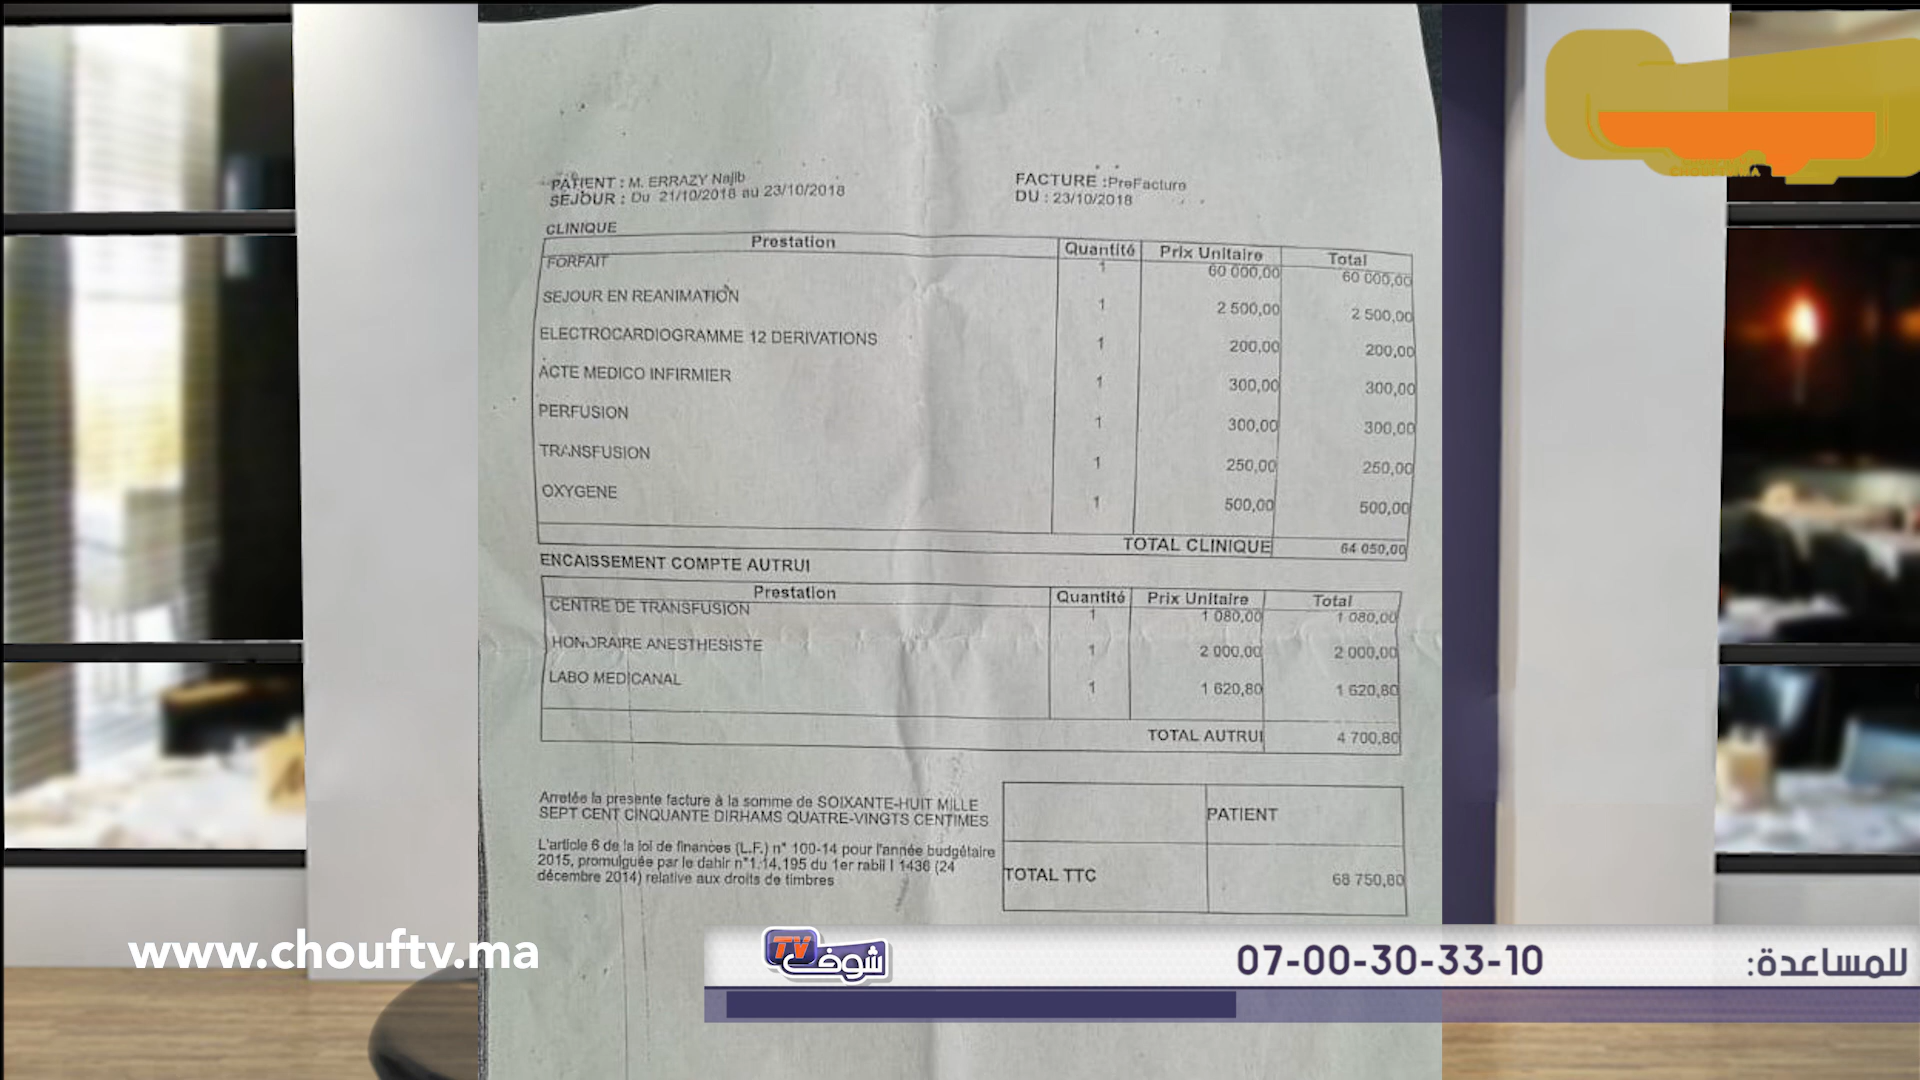 PATIENT : M. ERRAZY Najib
SEJOUR : Du 21/10/2018 au 23/10/2018
FACTURE :PreFacture
DU : 23/10/2018
CLINIQUE
Prestation Quantité Prix Unitaire Total
FORFAIT 1 60 000,00 60 000,00
SEJOUR EN REANIMATION 1 2 500,00 2 500,00
ELECTROCARDIOGRAMME 12 DERIVATIONS 1 200,00 200,00
ACTE MEDICO INFIRMIER 1 300,00 300,00
PERFUSION 1 300,00 300,00
TRANSFUSION 1 250,00 250,00
OXYGENE 1 500,00 500,00
TOTAL CLINIQUE 64 050,00
ENCAISSEMENT COMPTE AUTRUI
Prestation Quantité Prix Unitaire Total
CENTRE DE TRANSFUSION 1 1 080,00 1 080,00
HONORAIRE ANESTHESISTE 1 2 000,00 2 000,00
LABO MEDICANAL 1 1 620,80 1 620,80
TOTAL AUTRUI 4 700,80
Arretée la presente facture à la somme de SOIXANTE-HUIT MILLE
SEPT CENT CINQUANTE DIRHAMS QUATRE-VINGTS CENTIMES
L'article 6 de la loi de finances (L.F.) n° 100-14 pour l'année budgétaire
2015, promulguée par le dahir n°1.14.195 du 1er rabii I 1436 (24
décembre 2014) relative aux droits de timbres
PATIENT
TOTAL TTC 68 750,80
www.chouftv.ma
شوف TV
للمساعدة: 07-00-30-33-10